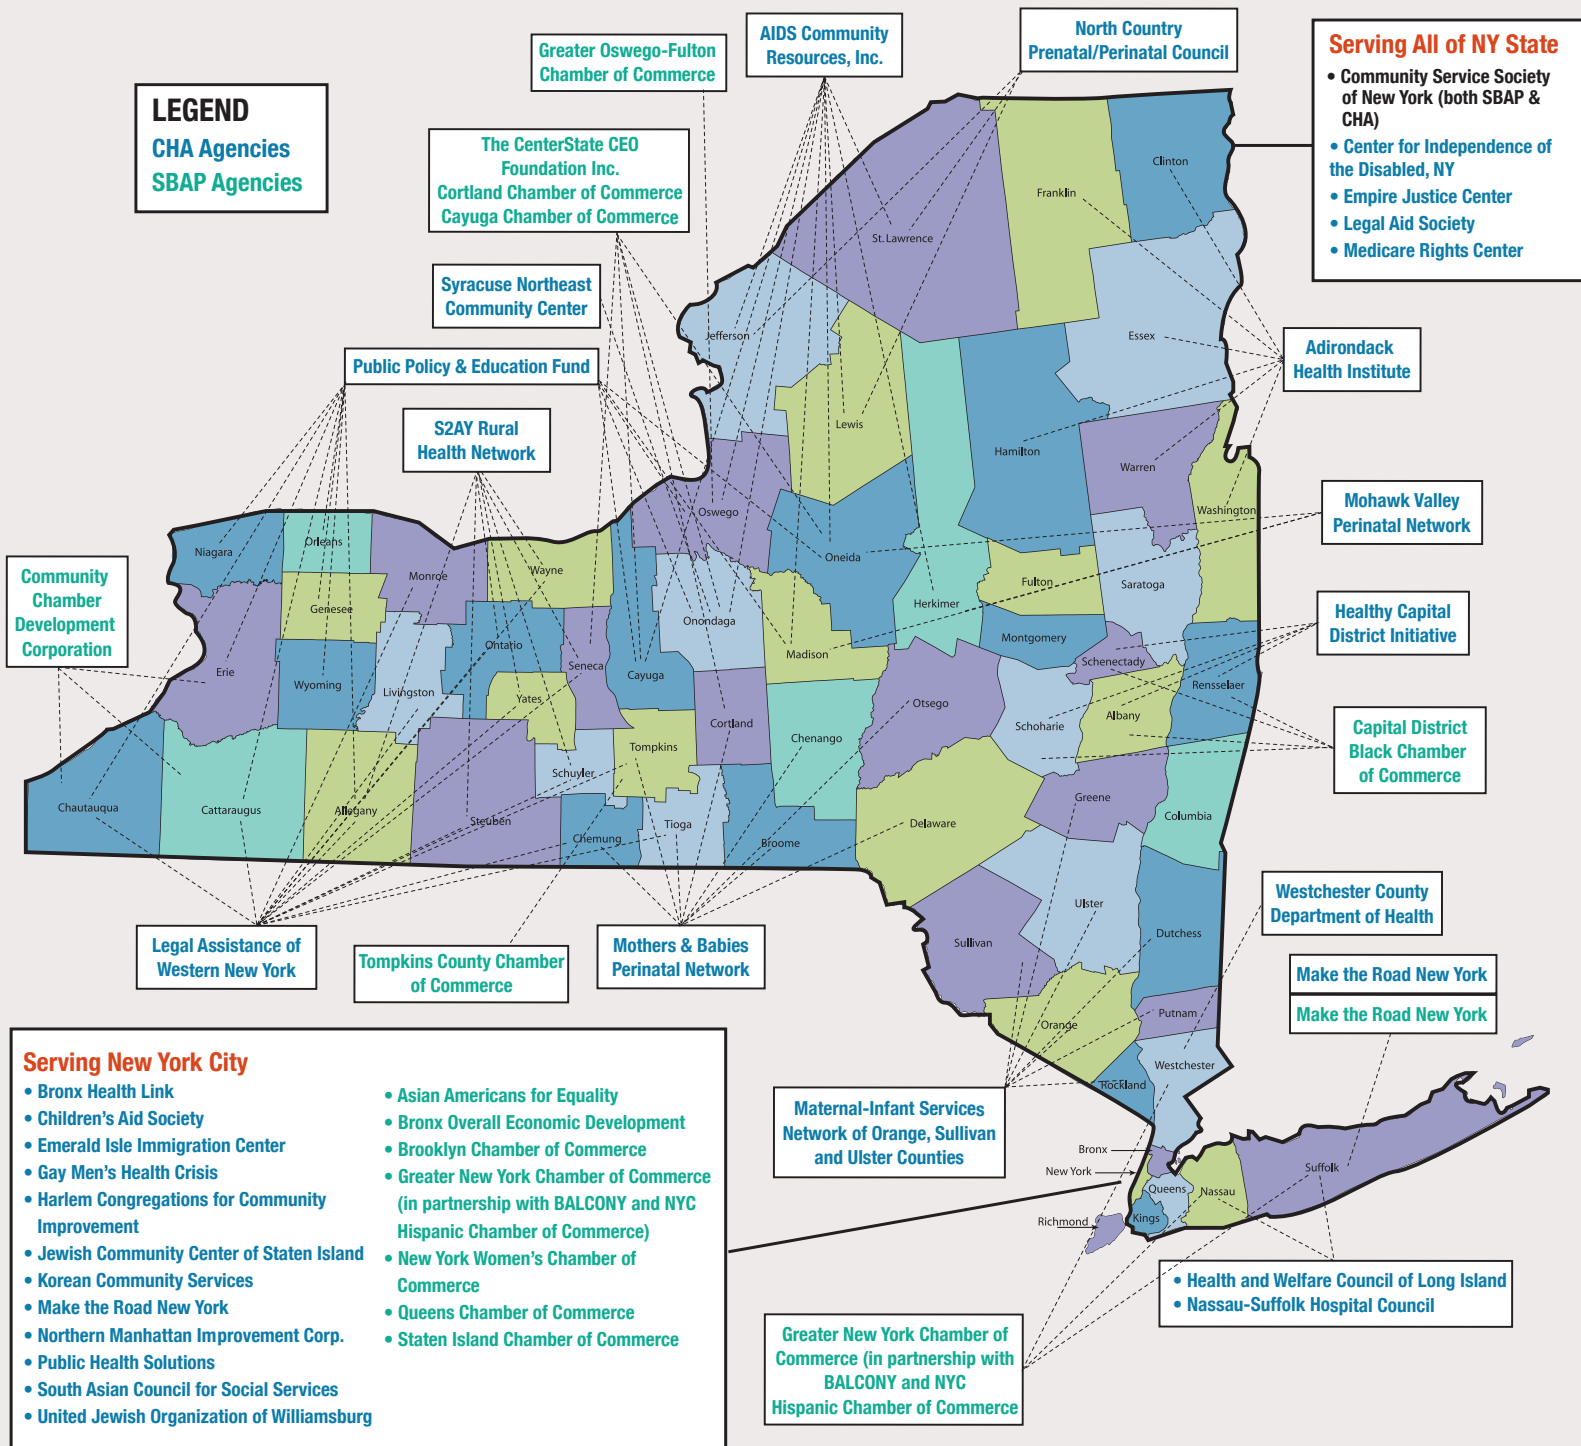 Greater Oswego-Fulton
Chamber of Commerce
AIDS Community
Resources, Inc.
North Country
Prenatal/Perinatal Council
Serving All of NY State
• Community Service Society
of New York (both SBAP &
CHA)
• Center for Independence of
the Disabled, NY
• Empire Justice Center
• Legal Aid Society
• Medicare Rights Center
LEGEND
CHA Agencies
SBAP Agencies
The CenterState CEO
Foundation Inc.
Cortland Chamber of Commerce
Cayuga Chamber of Commerce
Syracuse Northeast
Community Center
Public Policy & Education Fund
S2AY Rural
Health Network
Adirondack
Health Institute
Mohawk Valley
Perinatal Network
Healthy Capital
District Initiative
Capital District
Black Chamber
of Commerce
Community
Chamber
Development
Corporation
Clinton
Franklin
St. Lawrence
Jefferson
Essex
Lewis
Hamilton
Warren
Washington
Oswego
Oneida
Herkimer
Fulton
Saratoga
Niagara
Orleans
Monroe
Wayne
Genesee
Onondaga
Montgomery
Madison
Schenectady
Rensselaer
Erie
Wyoming
Livingston
Ontatio
Seneca
Yates
Cayuga
Cortland
Otsego
Schoharie
Albany
Chenango
Tompkins
Schuyler
Chautauqua
Cattaraugus
Allegany
Steuben
Chemung
Tioga
Broome
Delaware
Greene
Columbia
Ulster
Sullivan
Dutchess
Orange
Putnam
Rockland
Westchester
Bronx
New York
Queens
Nassau
Suffolk
Richmond
Kings
Legal Assistance of
Western New York
Tompkins County Chamber
of Commerce
Mothers & Babies
Perinatal Network
Westchester County
Department of Health
Make the Road New York
Make the Road New York
Maternal-Infant Services
Network of Orange, Sullivan
and Ulster Counties
• Health and Welfare Council of Long Island
• Nassau-Suffolk Hospital Council
Greater New York Chamber of
Commerce (in partnership with
BALCONY and NYC
Hispanic Chamber of Commerce
Serving New York City
• Bronx Health Link
• Children's Aid Society
• Emerald Isle Immigration Center
• Gay Men's Health Crisis
• Harlem Congregations for Community
Improvement
• Jewish Community Center of Staten Island
• Korean Community Services
• Make the Road New York
• Northern Manhattan Improvement Corp.
• Public Health Solutions
• South Asian Council for Social Services
• United Jewish Organization of Williamsburg
• Asian Americans for Equality
• Bronx Overall Economic Development
• Brooklyn Chamber of Commerce
• Greater New York Chamber of Commerce
(in partnership with BALCONY and NYC
Hispanic Chamber of Commerce)
• New York Women's Chamber of
Commerce
• Queens Chamber of Commerce
• Staten Island Chamber of Commerce